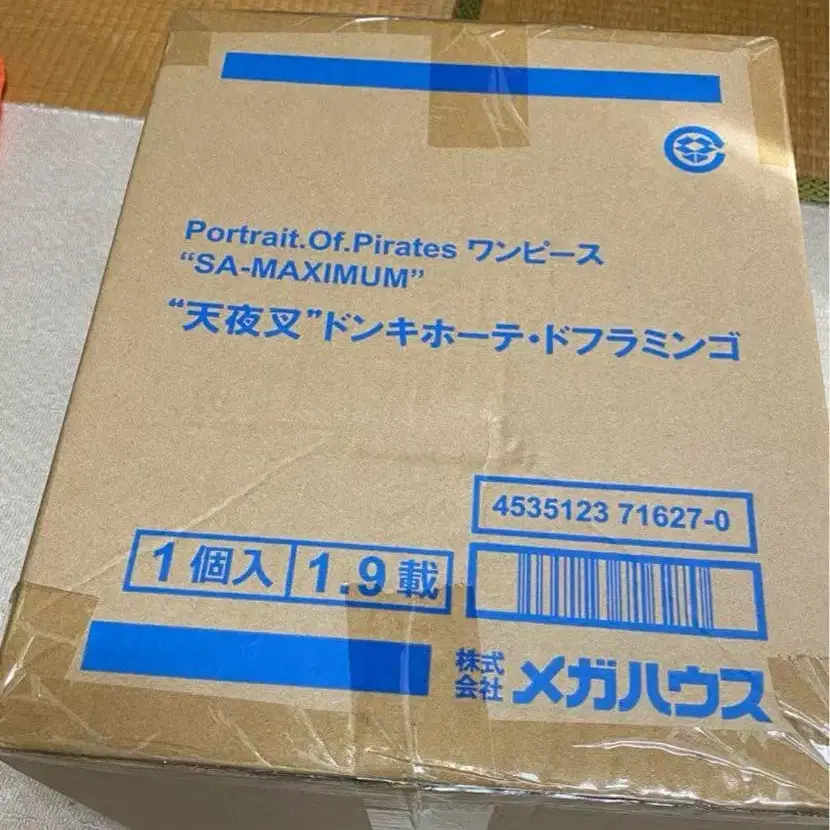 Portrait.Of.Pirates ワンピース
“SA-MAXIMUM”
“天夜叉”ドンキホーテ・ドフラミンゴ
4535123 71627-0
1個入 1.9載
株式会社 メガハウス